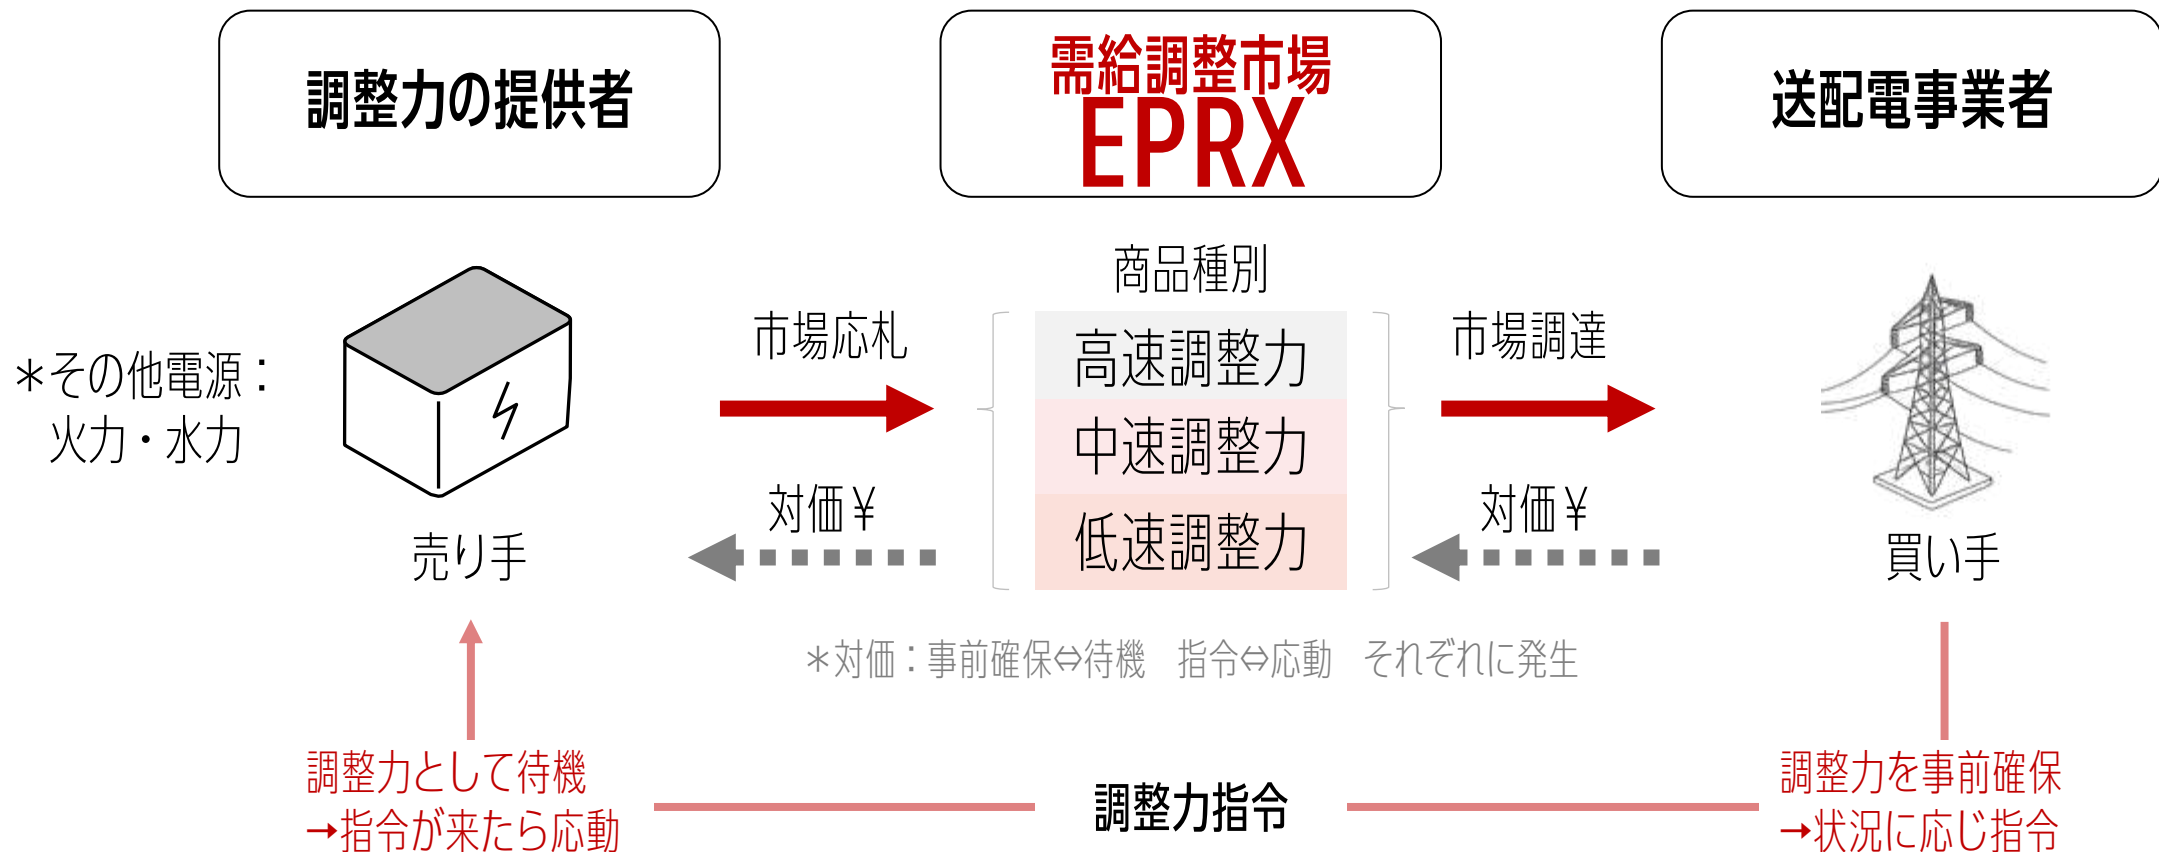 調整力の提供者
需給調整市場
EPRX
送配電事業者
商品種別
市場応札
高速調整力
市場調達
＊その他電源：
火力・水力
中速調整力
対価¥
低速調整力
対価¥
売り手
買い手
＊対価：事前確保⇔待機　指令⇔応動　それぞれに発生
調整力として待機
→指令が来たら応動
調整力指令
調整力を事前確保
→状況に応じ指令